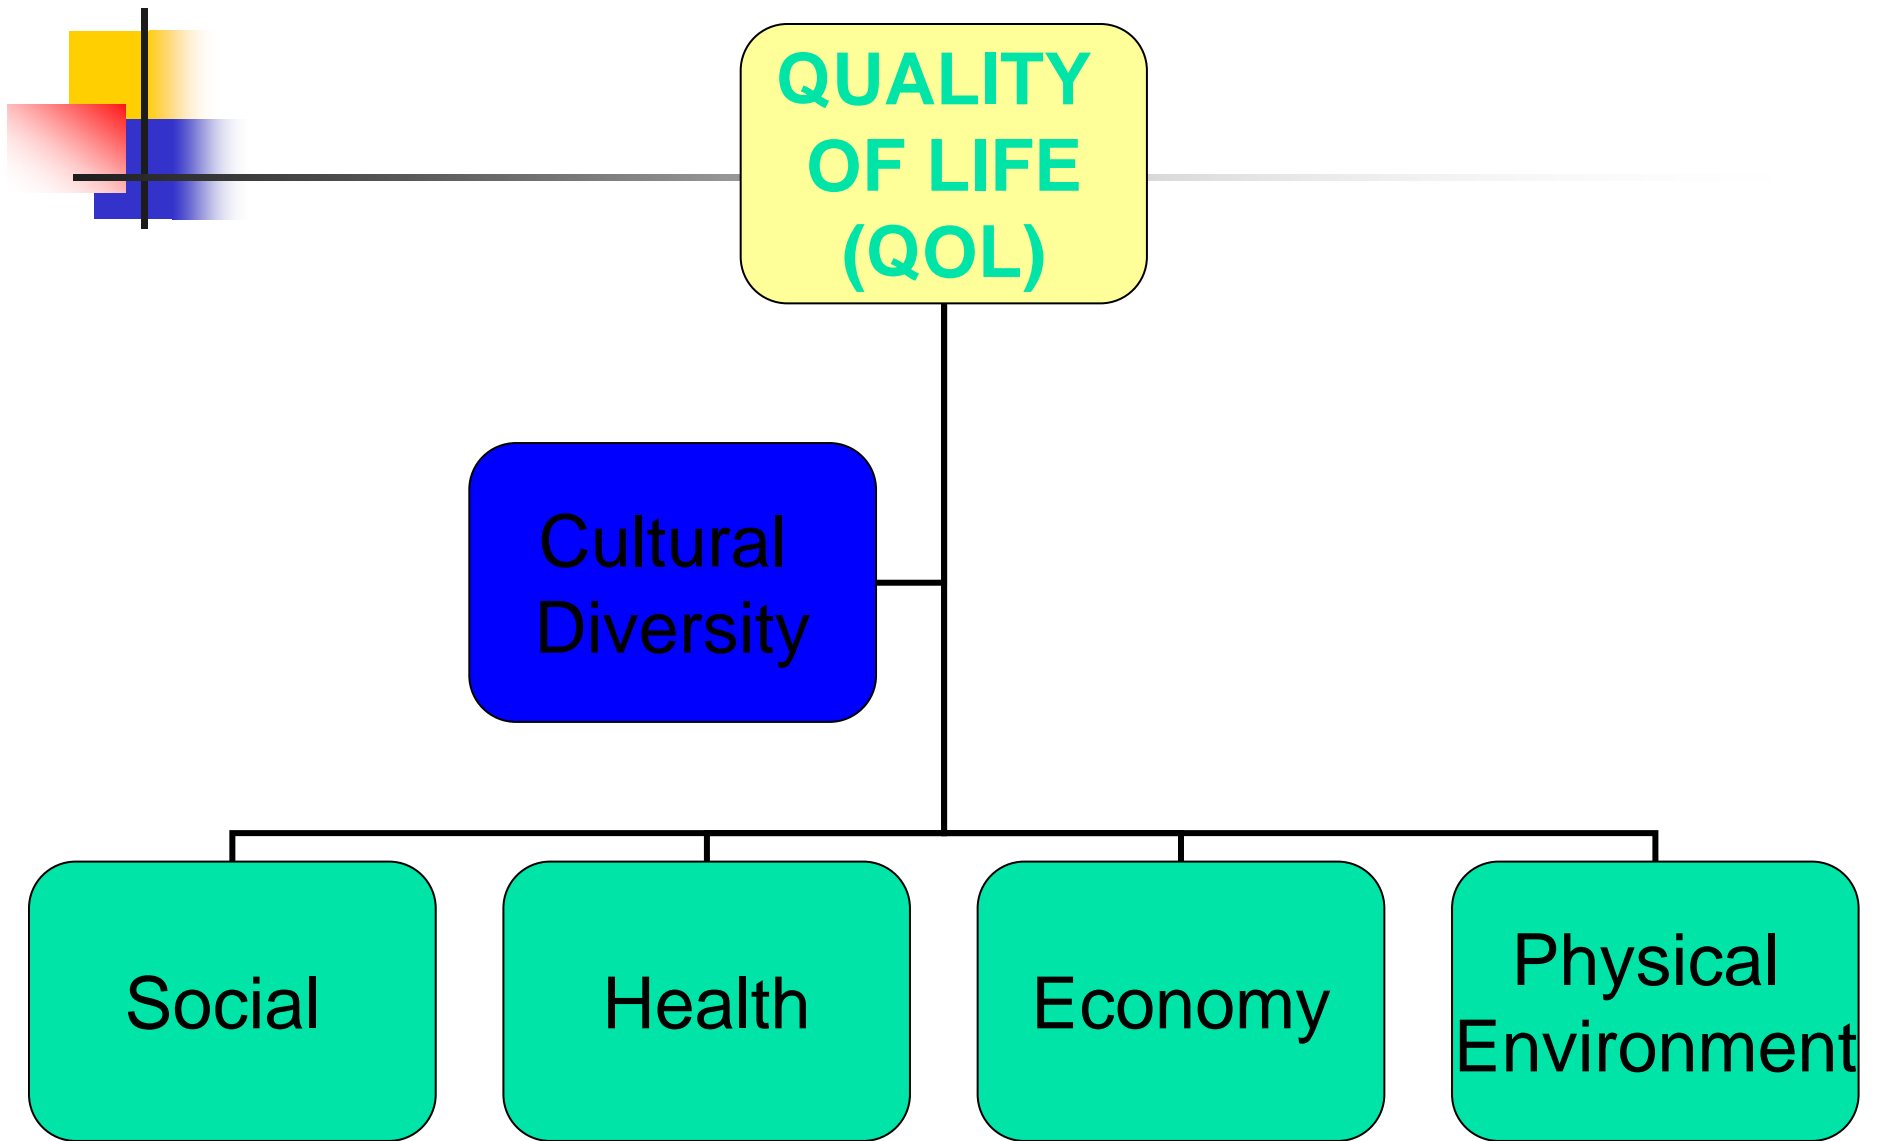 QUALITY
OF LIFE
(QOL)
Cultural
Diversity
Social
Health
Economy
Physical
Environment